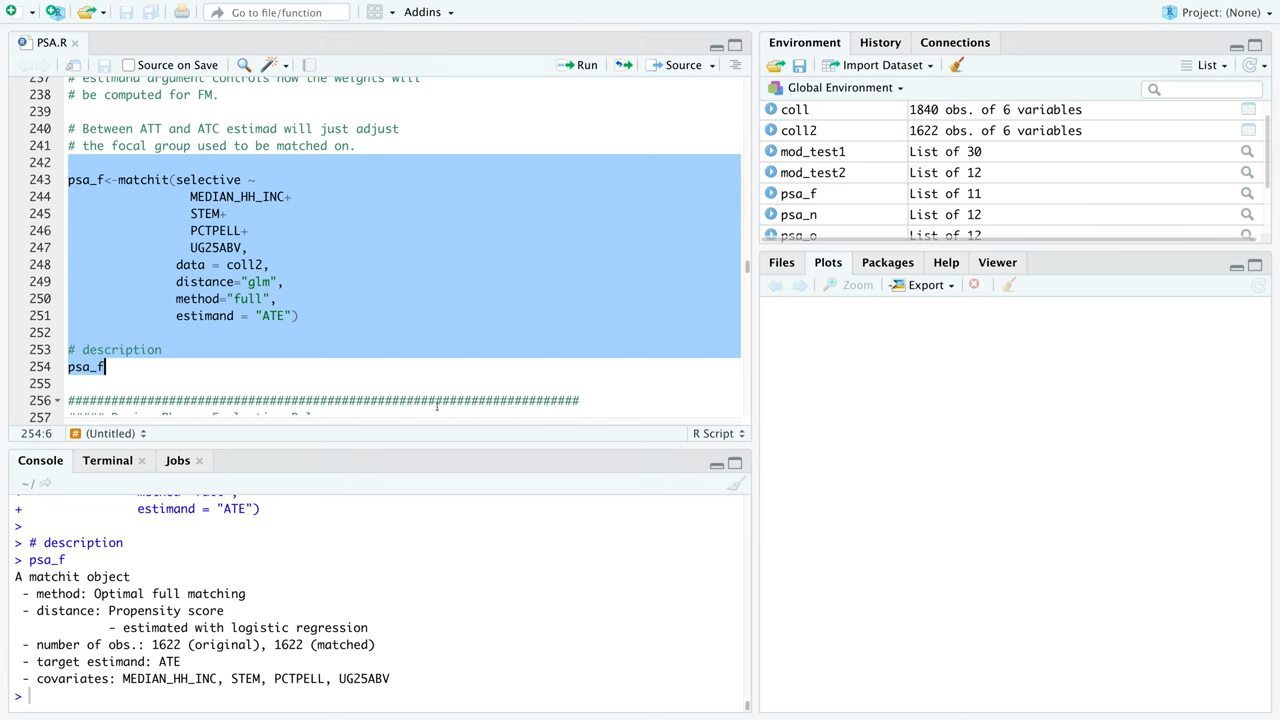 Go to file/function
Addins
Project: (None)
PSA.R
Source on Save
Run
Source
237 # estimand argument controls how the weights will
238 # be computed for FM.
239
240 # Between ATT and ATC estimad will just adjust
241 # the focal group used to be matched on.
242
243 psa_f<-matchit(selective ~
244 MEDIAN_HH_INC+
245 STEM+
246 PCTPELL+
247 UG25ABV,
248 data = coll2,
249 distance="glm",
250 method="full",
251 estimand = "ATE")
252
253 # description
254 psa_f
255
256 ########################################################################
257
254:6 (Untitled) R Script
Console Terminal Jobs
~/
+ estimand = "ATE")
>
> # description
> psa_f
A matchit object
- method: Optimal full matching
- distance: Propensity score
- estimated with logistic regression
- number of obs.: 1622 (original), 1622 (matched)
- target estimand: ATE
- covariates: MEDIAN_HH_INC, STEM, PCTPELL, UG25ABV
>
Environment History Connections
Import Dataset List
Global Environment
coll 1840 obs. of 6 variables
coll2 1622 obs. of 6 variables
mod_test1 List of 30
mod_test2 List of 12
psa_f List of 11
psa_n List of 12
psa_o List of 12
Files Plots Packages Help Viewer
Zoom Export